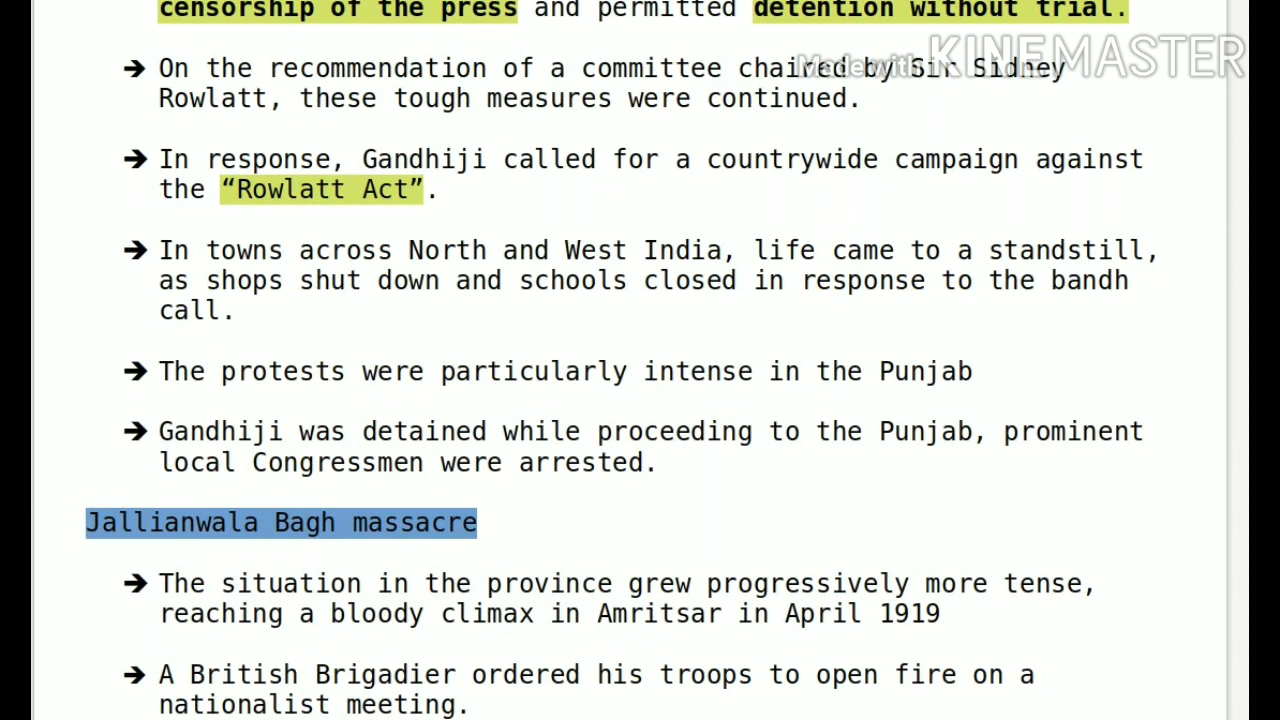 censorship of the press and permitted detention without trial.
Made with KINEMASTER
➔ On the recommendation of a committee chaired by Sir Sidney
Rowlatt, these tough measures were continued.
➔ In response, Gandhiji called for a countrywide campaign against
the “Rowlatt Act”.
➔ In towns across North and West India, life came to a standstill,
as shops shut down and schools closed in response to the bandh
call.
➔ The protests were particularly intense in the Punjab
➔ Gandhiji was detained while proceeding to the Punjab, prominent
local Congressmen were arrested.
Jallianwala Bagh massacre
➔ The situation in the province grew progressively more tense,
reaching a bloody climax in Amritsar in April 1919
➔ A British Brigadier ordered his troops to open fire on a
nationalist meeting.